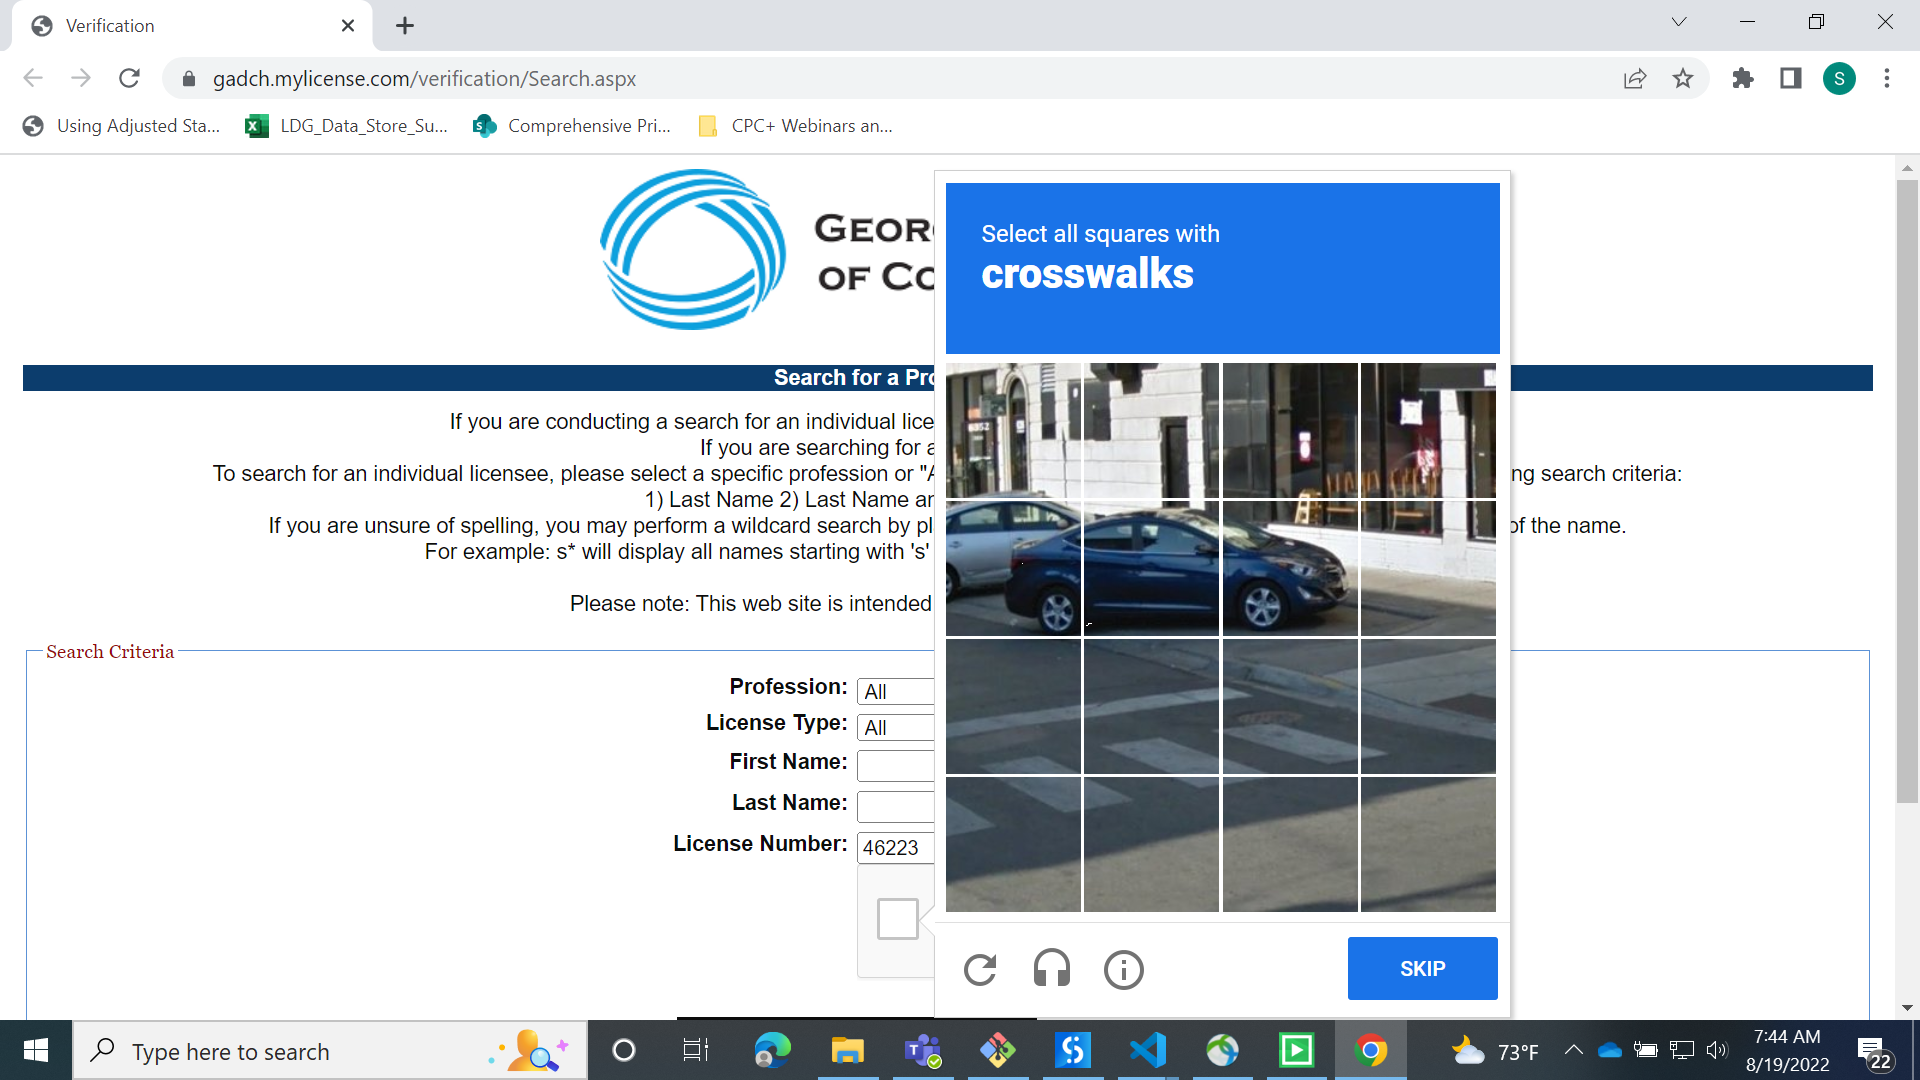 Verification
gadch.mylicense.com/verification/Search.aspx
S
Using Adjusted Sta...
LDG_Data_Store_Su...
Comprehensive Pri...
CPC+ Webinars an...
GEOR
OF CO
Search for a Pro
If you are conducting a search for an individual lice
If you are searching for a
To search for an individual licensee, please select a specific profession or "A
ng search criteria:
1) Last Name 2) Last Name an
If you are unsure of spelling, you may perform a wildcard search by pl
of the name.
For example: s* will display all names starting with 's'
Please note: This web site is intended
Select all squares with
crosswalks
Search Criteria
Profession:
All
License Type:
All
First Name:
Last Name:
License Number:
46223
SKIP
Type here to search
73°F
7:44 AM
8/19/2022
22